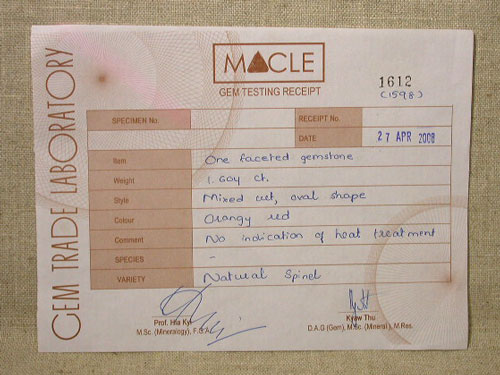 GEM TRADE LABORATORY
MACLE
GEM TESTING RECEIPT
1612
(1598)
SPECIMEN No.
RECEIPT No.
DATE 27 APR 2008
Item One faceted gemstone
Weight ct.
Style Mixed cut, oval shape
Colour Orangy red
Comment No indication of heat treatment
SPECIES -
VARIETY Natural Spinel
Prof. Hla Kyi
M.Sc. (Mineralogy), F.G.A.
Kyaw Thu
D.A.G (Gem), M.Sc. (Mineral), M.Res.